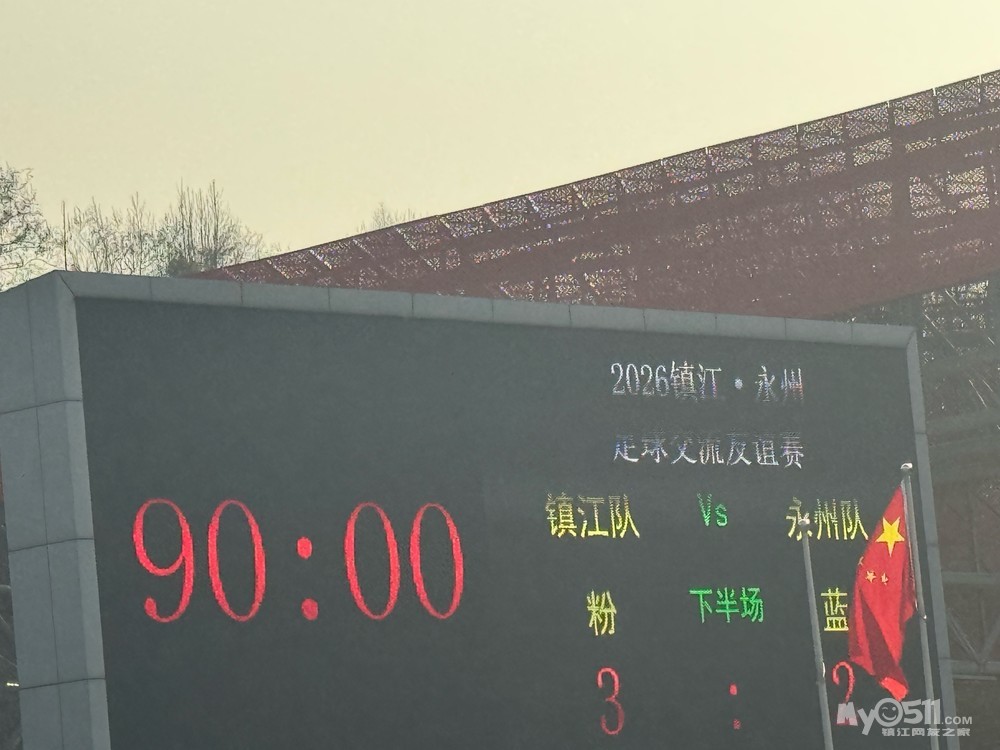 2026镇江·永州
足球交流友谊赛
90:00
镇江队 Vs 永州队
粉 下半场 蓝
3 : 2
My0511.COM
镇江网友之家